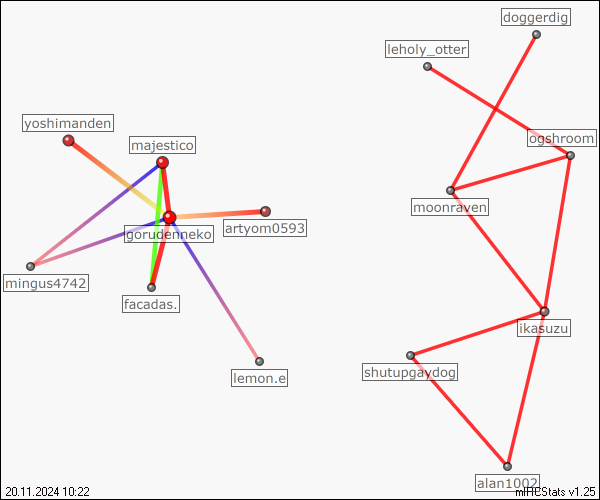 doggerdig
leholy_otter
yoshimanden
majestico
ogshroom
moonraven
gorudenneko
artyom0593
mingus4742
facadas.
ikasuzu
lemon.e
shutupgaydog
alan1002
20.11.2024 10:22
mIRCStats v1.25